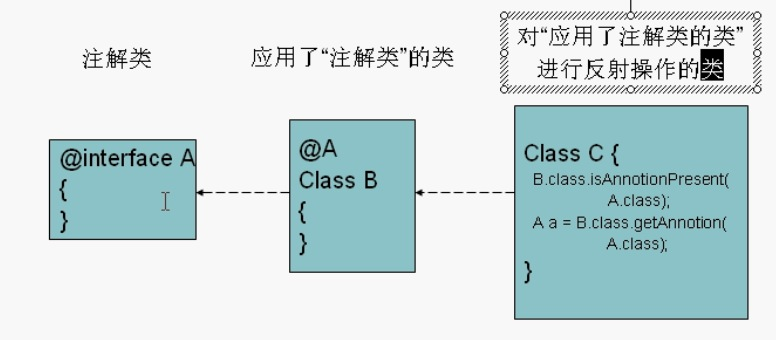 注解类
应用了“注解类”的类
对“应用了注解类的类”
进行反射操作的类
@interface A
{
}
@A
Class B
{
}
Class C {
B.class.isAnnotionPresent(
A.class);
A a = B.class.getAnnotion(
A.class);
}